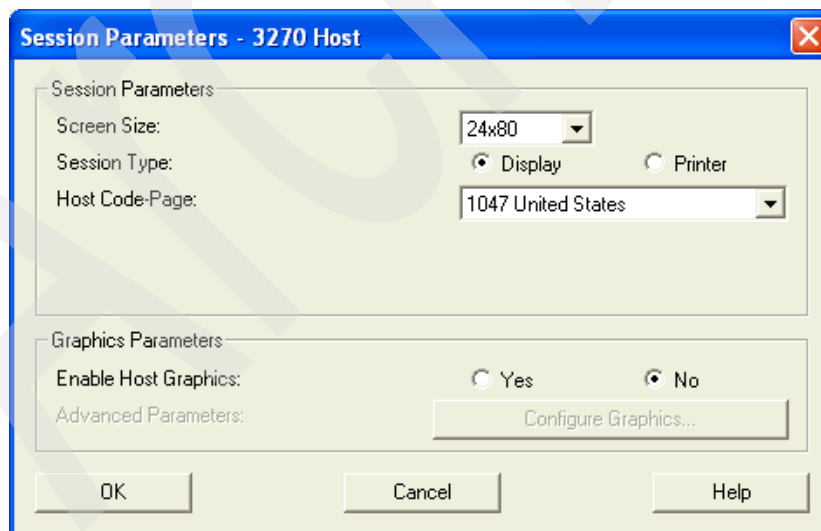 Session Parameters - 3270 Host
Session Parameters
Screen Size: 24x80
Session Type: Display Printer
Host Code-Page: 1047 United States
Graphics Parameters
Enable Host Graphics: Yes No
Advanced Parameters: Configure Graphics...
OK Cancel Help